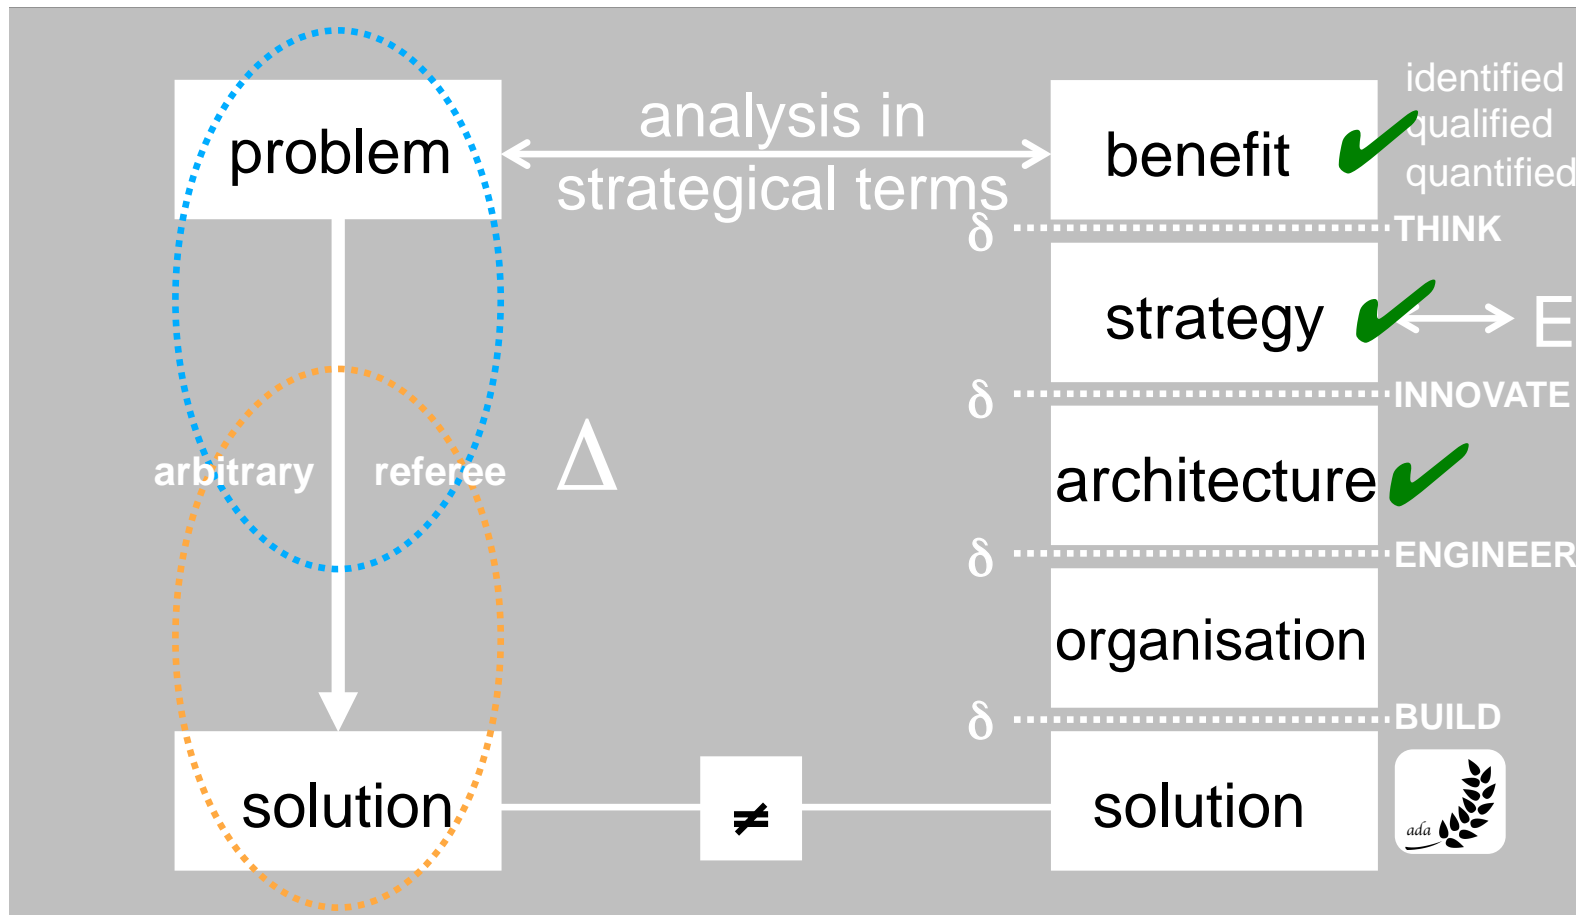 problem
analysis in
strategical terms
benefit
identified
qualified
quantified
δ
THINK
strategy
E
δ
INNOVATE
arbitrary
referee
Δ
architecture
δ
ENGINEER
organisation
δ
BUILD
solution
≠
solution
ada